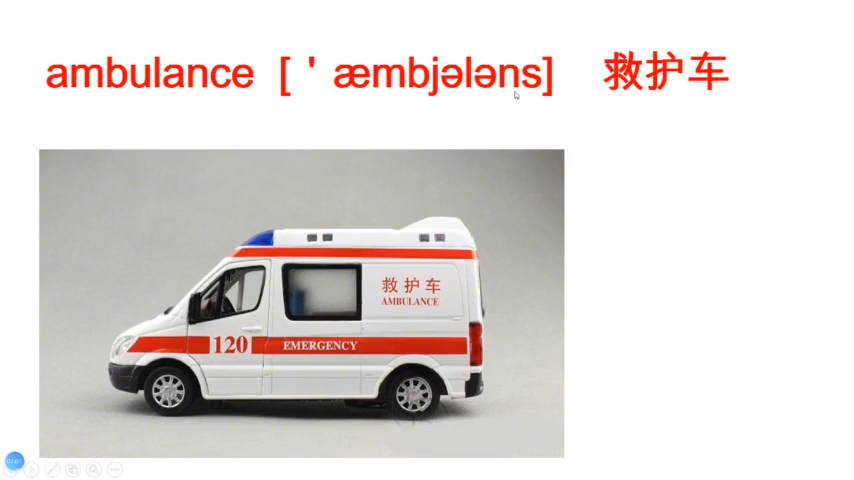 ambulance [ ' æmbjələns] 救护车
救护车
AMBULANCE
120 EMERGENCY